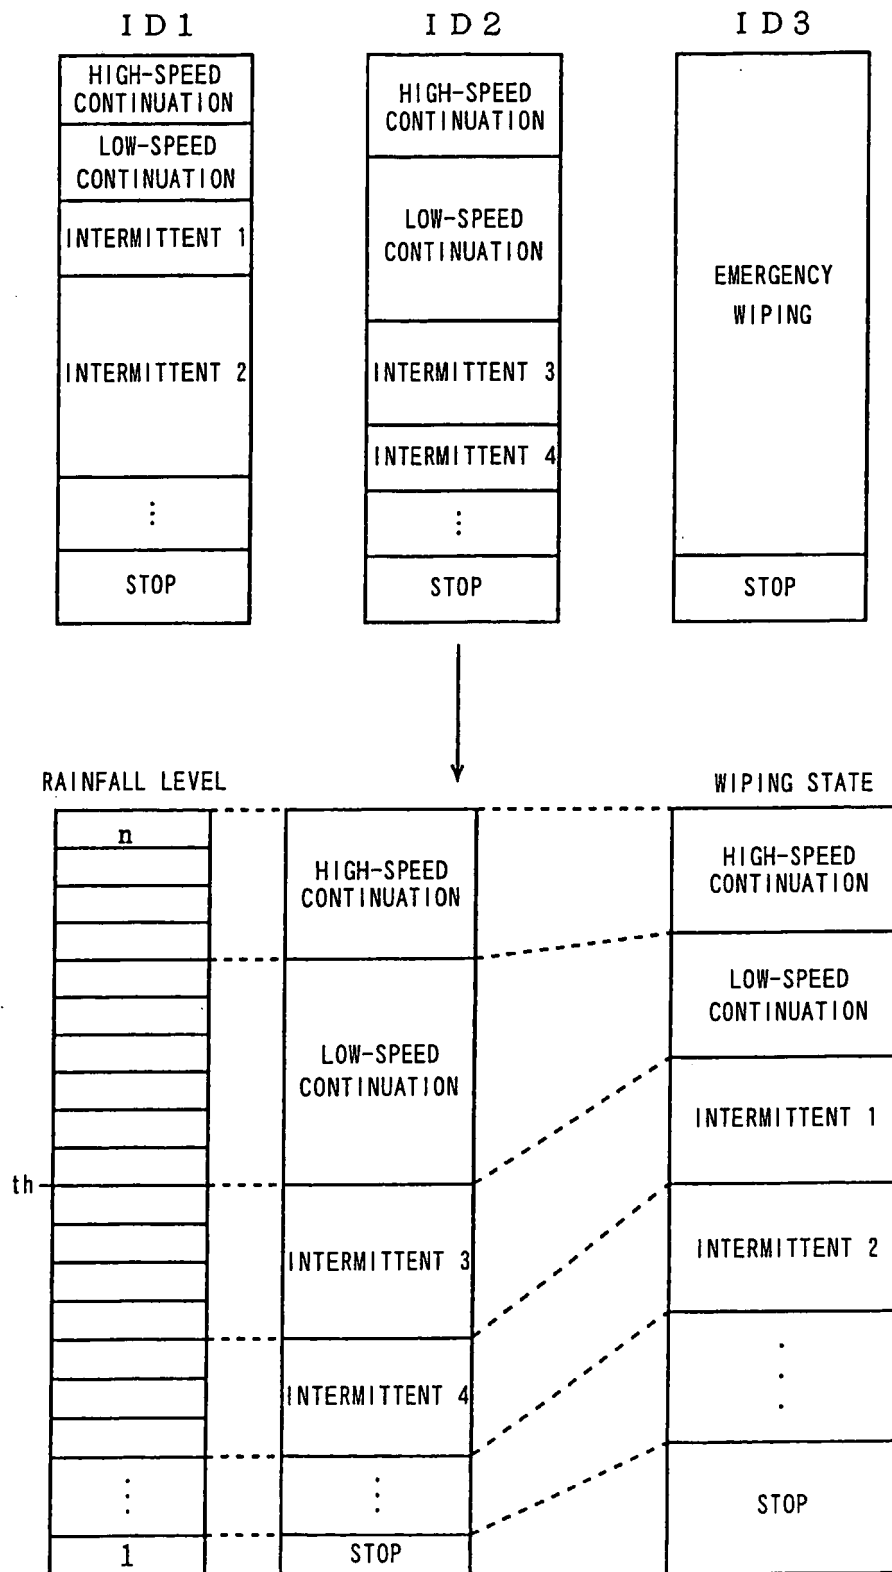 ID1
HIGH-SPEED
CONTINUATION
LOW-SPEED
CONTINUATION
INTERMITTENT 1
INTERMITTENT 2
⋮
STOP
ID2
HIGH-SPEED
CONTINUATION
LOW-SPEED
CONTINUATION
INTERMITTENT 3
INTERMITTENT 4
⋮
STOP
ID3
EMERGENCY
WIPING
STOP
RAINFALL LEVEL
n
th
⋮
1
HIGH-SPEED
CONTINUATION
LOW-SPEED
CONTINUATION
INTERMITTENT 3
INTERMITTENT 4
⋮
STOP
WIPING STATE
HIGH-SPEED
CONTINUATION
LOW-SPEED
CONTINUATION
INTERMITTENT 1
INTERMITTENT 2
⋮
STOP